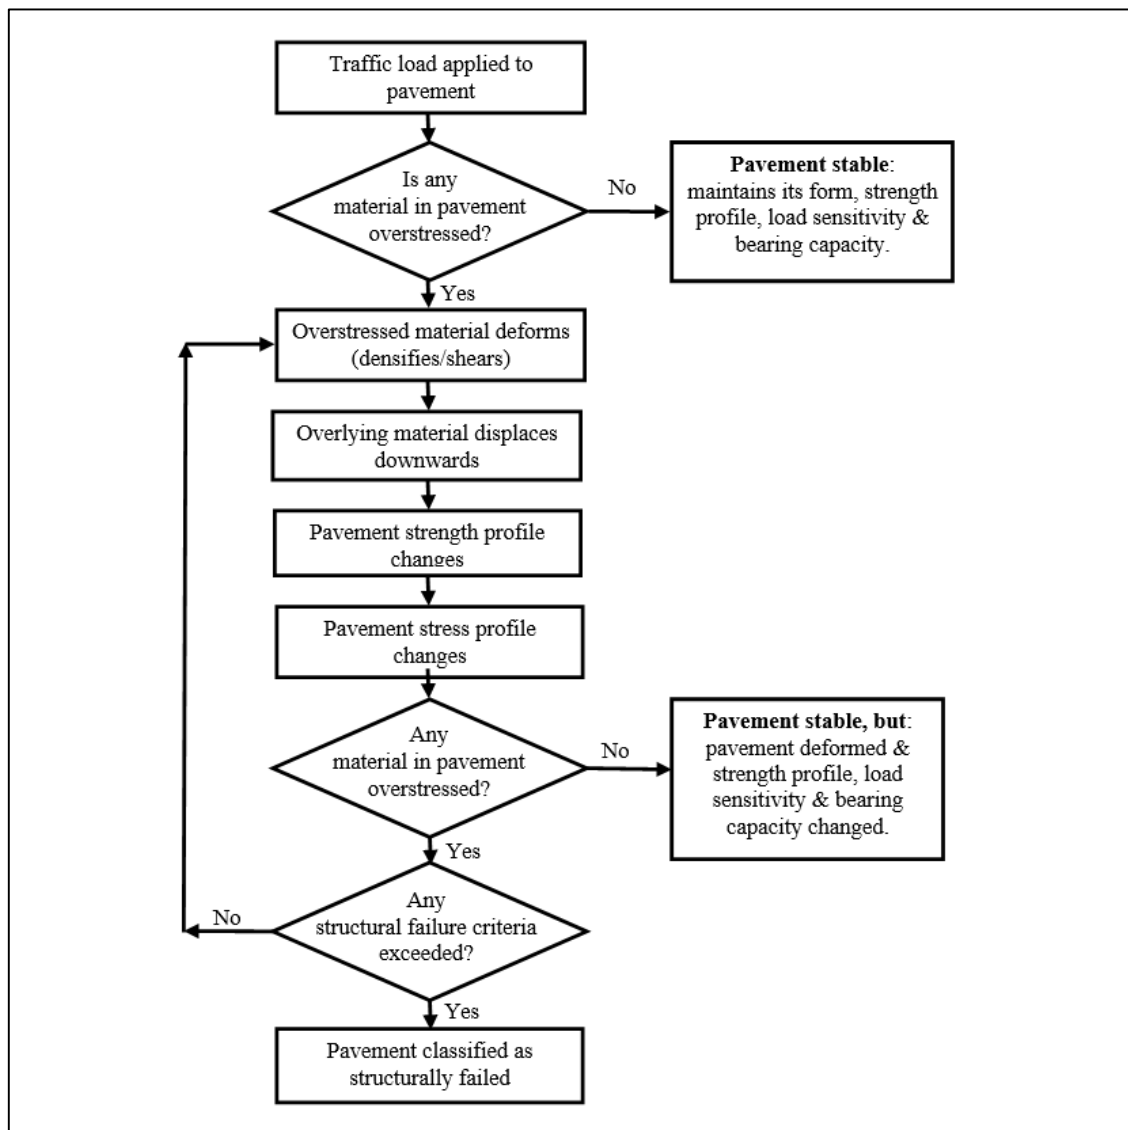 Traffic load applied to
pavement
Is any
material in pavement
overstressed?
No
Pavement stable:
maintains its form, strength
profile, load sensitivity &
bearing capacity.
Yes
Overstressed material deforms
(densifies/shears)
Overlying material displaces
downwards
Pavement strength profile
changes
Pavement stress profile
changes
Any
material in pavement
overstressed?
No
Pavement stable, but:
pavement deformed &
strength profile, load
sensitivity & bearing
capacity changed.
Yes
Any
structural failure criteria
exceeded?
No
Yes
Pavement classified as
structurally failed